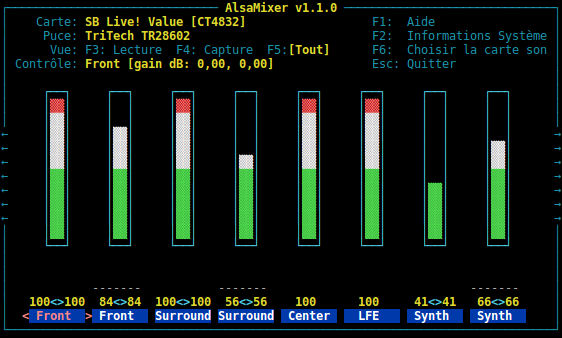 AlsaMixer v1.1.0
Carte: SB Live! Value [CT4832] F1: Aide
Puce: TriTech TR28602 F2: Informations Système
Vue: F3: Lecture F4: Capture F5:[Tout] F6: Choisir la carte son
Contrôle: Front [gain dB: 0,00, 0,00] Esc: Quitter
100<>100 84<>84 100<>100 56<>56 100 100 41<>41 66<>66
< Front > Front Surround Surround Center LFE Synth Synth